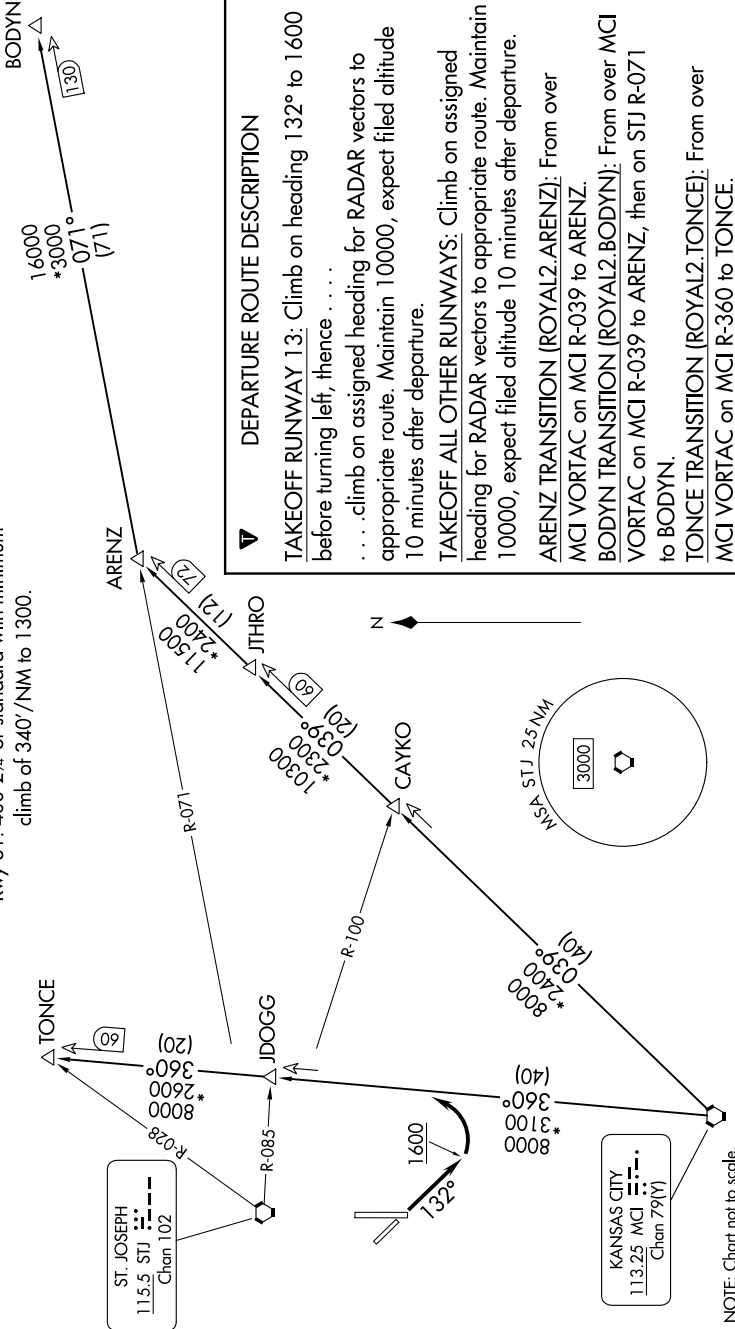 Rwy 31: 400-2¼ or standard with minimum
climb of 340'/NM to 1300.
BODYN
130
16000
*3000
071°
(71)
ARENZ
72
11500
*2400
(12)
JTHRO
60
10300
*2300
039°
(20)
CAYKO
8000
*2400
039°
(40)
R-071
R-100
TONCE
60
8000
*2600
360°
(20)
R-028
JDOGG
R-085
8000
*3100
360°
(40)
ST. JOSEPH
115.5 STJ
Chan 102
1600
132°
KANSAS CITY
113.25 MCI
Chan 79(Y)
N
MSA STJ 25 NM
3000
NOTE: Chart not to scale.
T
DEPARTURE ROUTE DESCRIPTION
TAKEOFF RUNWAY 13: Climb on heading 132° to 1600
before turning left, thence . . . .
. . . .climb on assigned heading for RADAR vectors to
appropriate route. Maintain 10000, expect filed altitude
10 minutes after departure.
TAKEOFF ALL OTHER RUNWAYS: Climb on assigned
heading for RADAR vectors to appropriate route. Maintain
10000, expect filed altitude 10 minutes after departure.
ARENZ TRANSITION (ROYAL2.ARENZ): From over
MCI VORTAC on MCI R-039 to ARENZ.
BODYN TRANSITION (ROYAL2.BODYN): From over MCI
VORTAC on MCI R-039 to ARENZ, then on STJ R-071
to BODYN.
TONCE TRANSITION (ROYAL2.TONCE): From over
MCI VORTAC on MCI R-360 to TONCE.